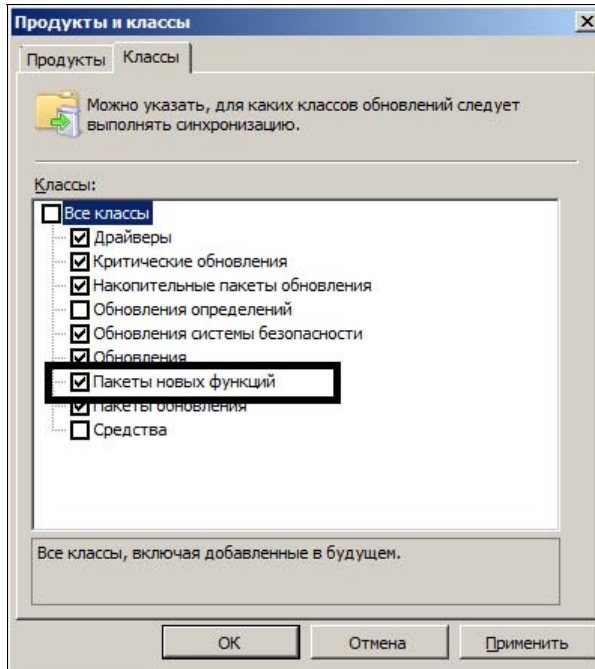 Продукты и классы
Продукты Классы
Можно указать, для каких классов обновлений следует
выполнять синхронизацию.
Классы:
Все классы
Драйверы
Критические обновления
Накопительные пакеты обновления
Обновления определений
Обновления системы безопасности
Обновления
Пакеты новых функций
Пакеты обновления
Средства
Все классы, включая добавленные в будущем.
ОК Отмена Применить